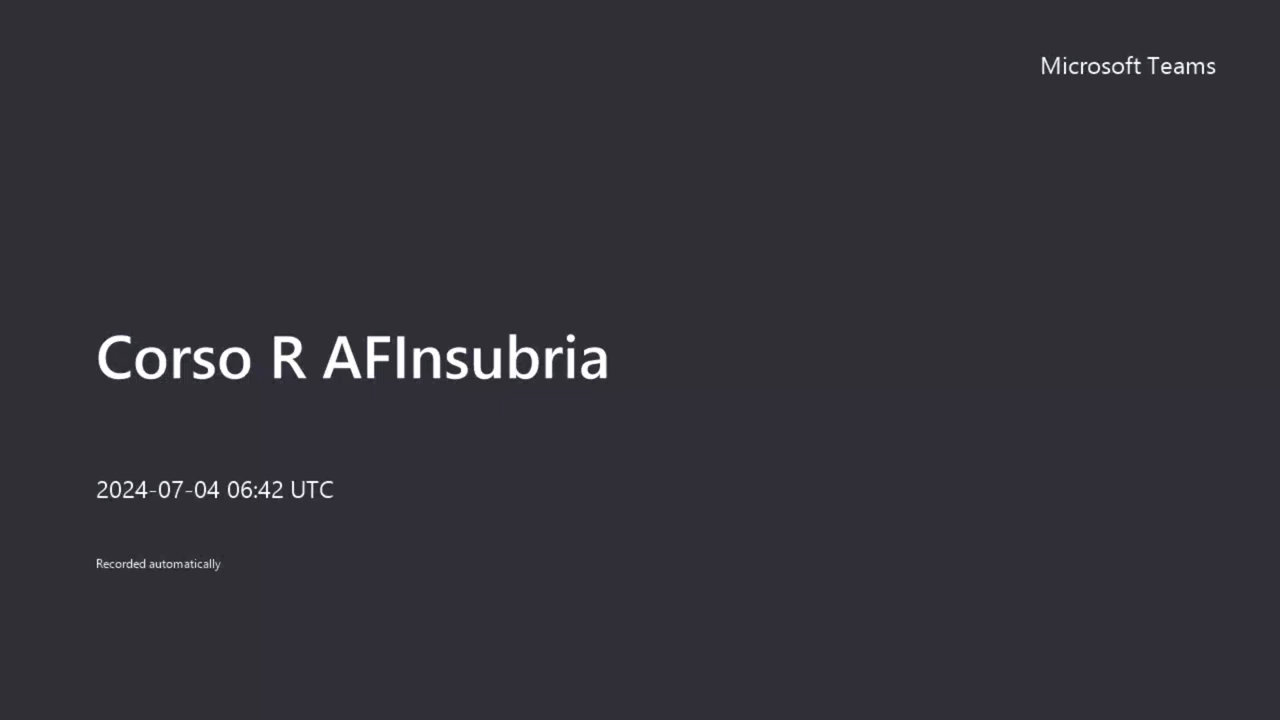 Microsoft Teams
Corso R AFInsubria
2024-07-04 06:42 UTC
Recorded automatically